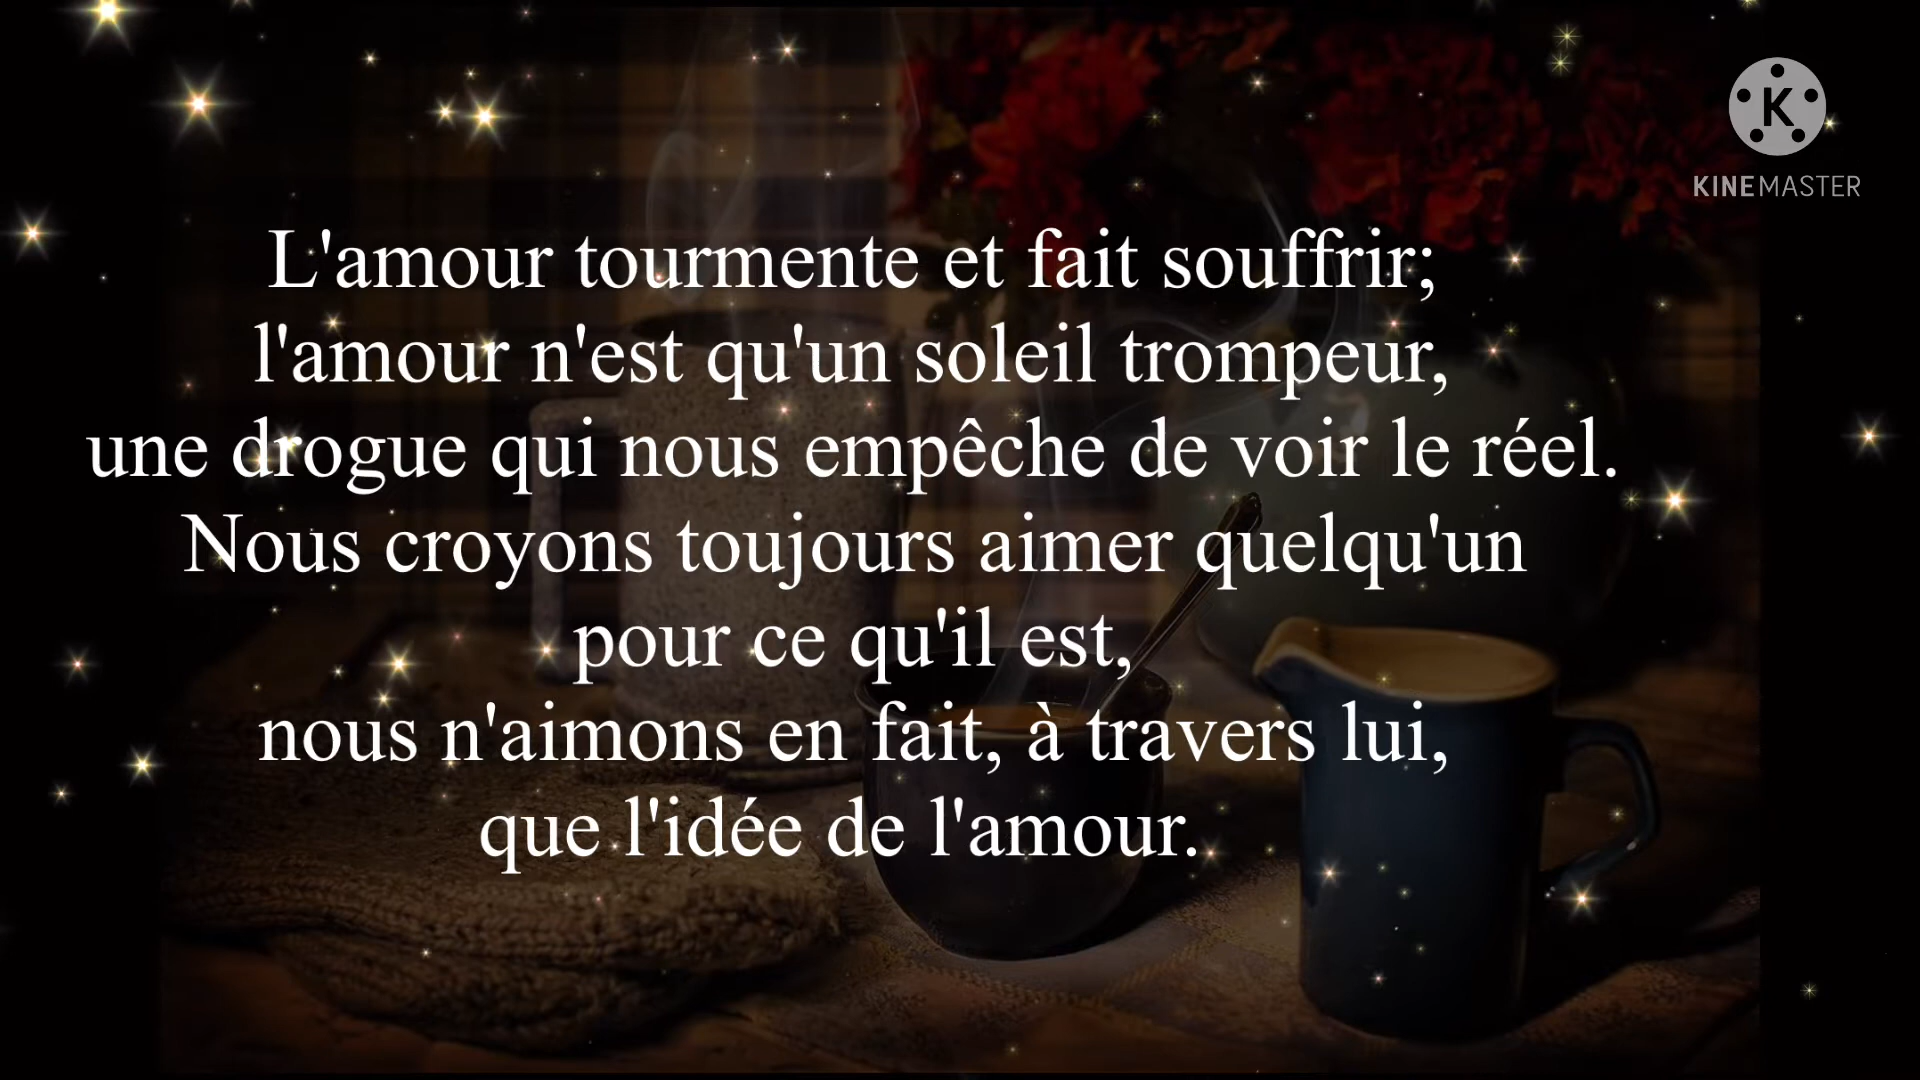 K
KINEMASTER
L'amour tourmente et fait souffrir;
l'amour n'est qu'un soleil trompeur,
une drogue qui nous empêche de voir le réel.
Nous croyons toujours aimer quelqu'un
pour ce qu'il est,
nous n'aimons en fait, à travers lui,
que l'idée de l'amour.